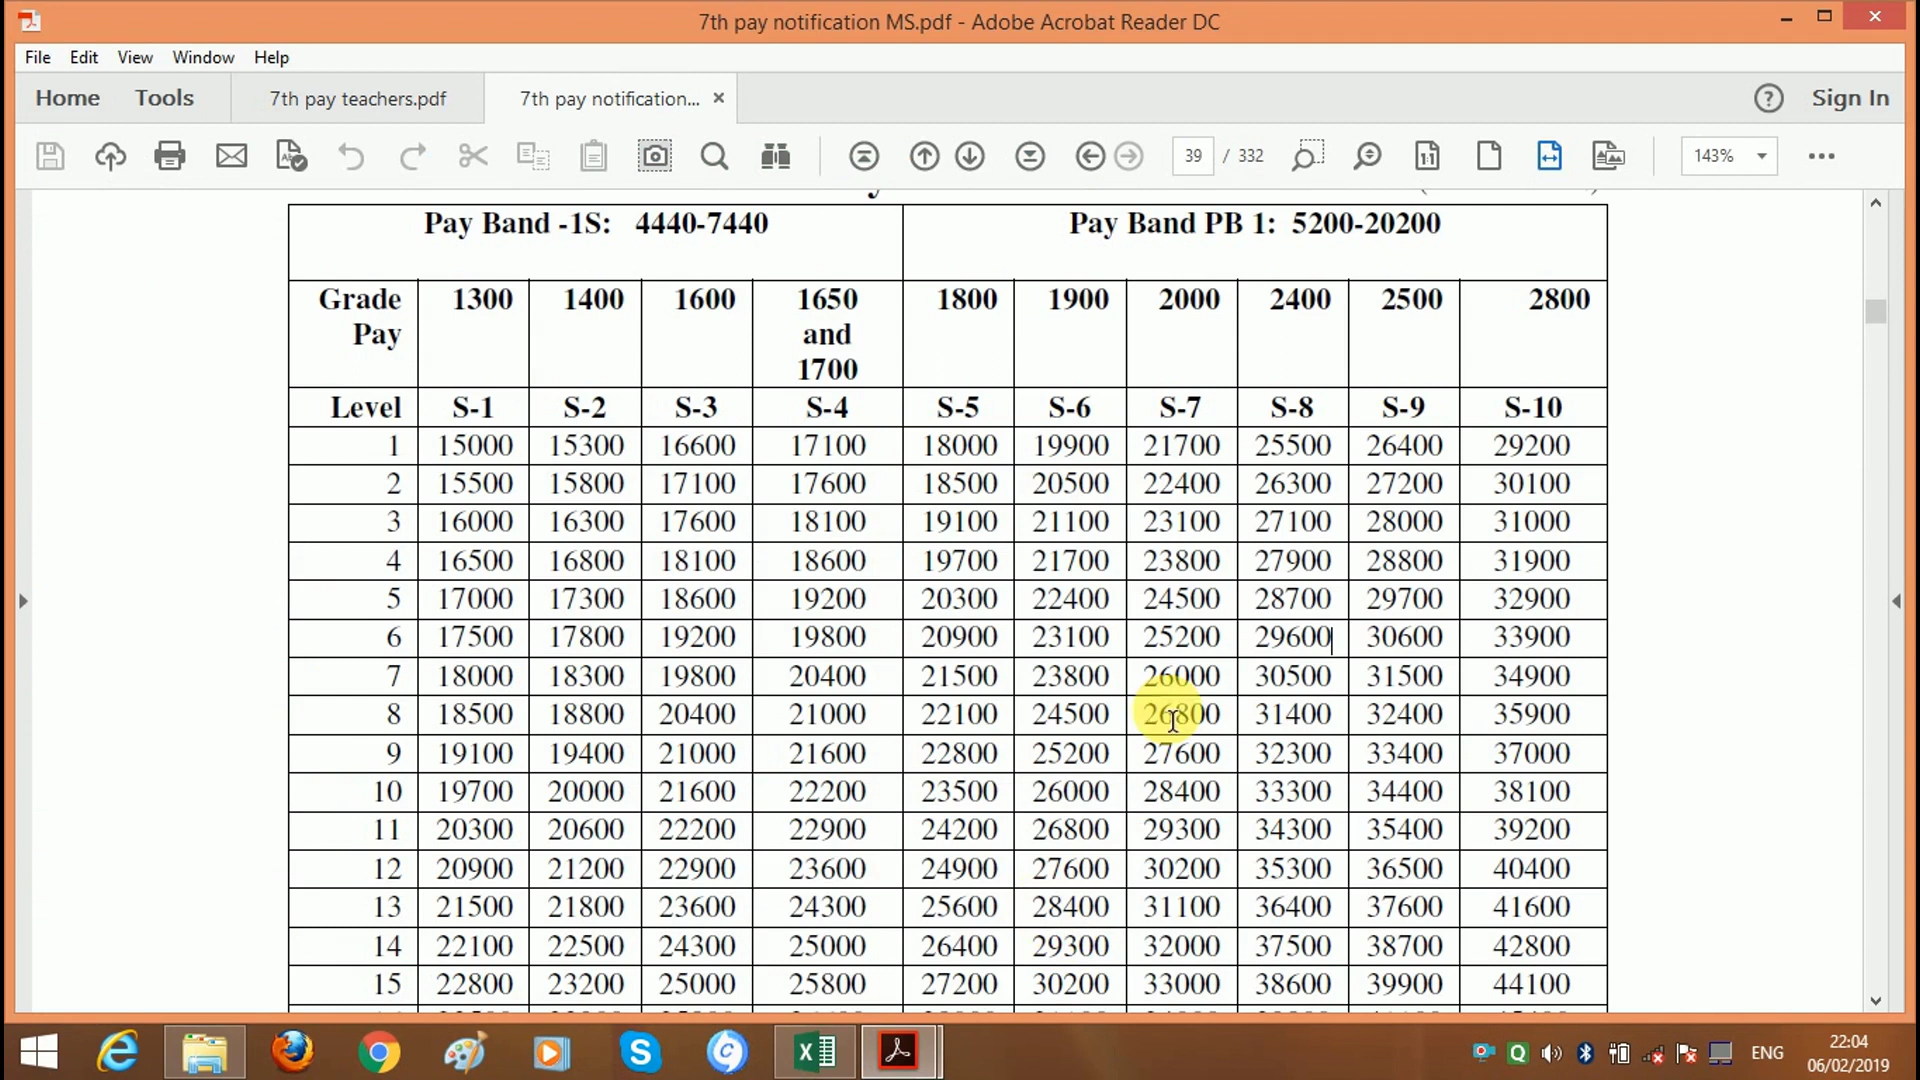 7th pay notification MS.pdf - Adobe Acrobat Reader DC
File Edit View Window Help
Home Tools 7th pay teachers.pdf 7th pay notification... × ? Sign In
39 / 332 143%
Pay Band -1S: 4440-7440 Pay Band PB 1: 5200-20200
Grade Pay 1300 1400 1600 1650 and 1700 1800 1900 2000 2400 2500 2800
Level S-1 S-2 S-3 S-4 S-5 S-6 S-7 S-8 S-9 S-10
1 15000 15300 16600 17100 18000 19900 21700 25500 26400 29200
2 15500 15800 17100 17600 18500 20500 22400 26300 27200 30100
3 16000 16300 17600 18100 19100 21100 23100 27100 28000 31000
4 16500 16800 18100 18600 19700 21700 23800 27900 28800 31900
5 17000 17300 18600 19200 20300 22400 24500 28700 29700 32900
6 17500 17800 19200 19800 20900 23100 25200 29600 30600 33900
7 18000 18300 19800 20400 21500 23800 26000 30500 31500 34900
8 18500 18800 20400 21000 22100 24500 26800 31400 32400 35900
9 19100 19400 21000 21600 22800 25200 27600 32300 33400 37000
10 19700 20000 21600 22200 23500 26000 28400 33300 34400 38100
11 20300 20600 22200 22900 24200 26800 29300 34300 35400 39200
12 20900 21200 22900 23600 24900 27600 30200 35300 36500 40400
13 21500 21800 23600 24300 25600 28400 31100 36400 37600 41600
14 22100 22500 24300 25000 26400 29300 32000 37500 38700 42800
15 22800 23200 25000 25800 27200 30200 33000 38600 39900 44100
ENG 22:04
06/02/2019